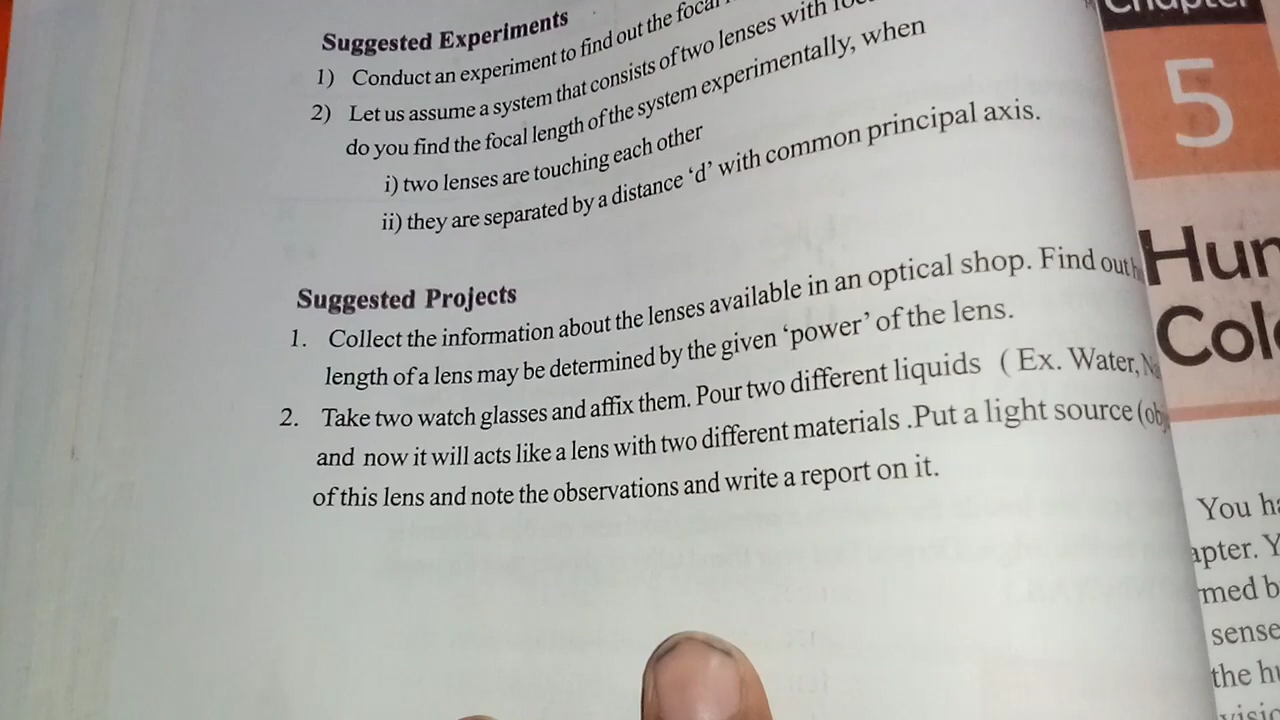 Suggested Experiments
1) Conduct an experiment to find out the focal
2) Let us assume a system that consists of two lenses with
do you find the focal length of the system experimentally, when
i) two lenses are touching each other
ii) they are separated by a distance ‘d’ with common principal axis.
Suggested Projects
1. Collect the information about the lenses available in an optical shop. Find out
length of a lens may be determined by the given ‘power’ of the lens.
2. Take two watch glasses and affix them. Pour two different liquids ( Ex. Water,
and now it will acts like a lens with two different materials .Put a light source (
of this lens and note the observations and write a report on it.
Chapter
5
Hum
Col
You ha
apter. Y
med b
sense
the hu